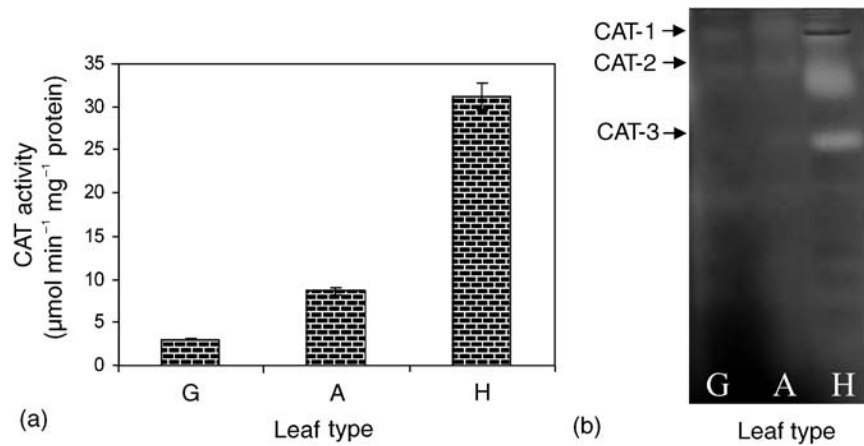 35
30
25
20
15
10
5
0
CAT activity
(μmol min⁻¹ mg⁻¹ protein)
G A H
Leaf type
(a)
CAT-1
CAT-2
CAT-3
G A H
Leaf type
(b)